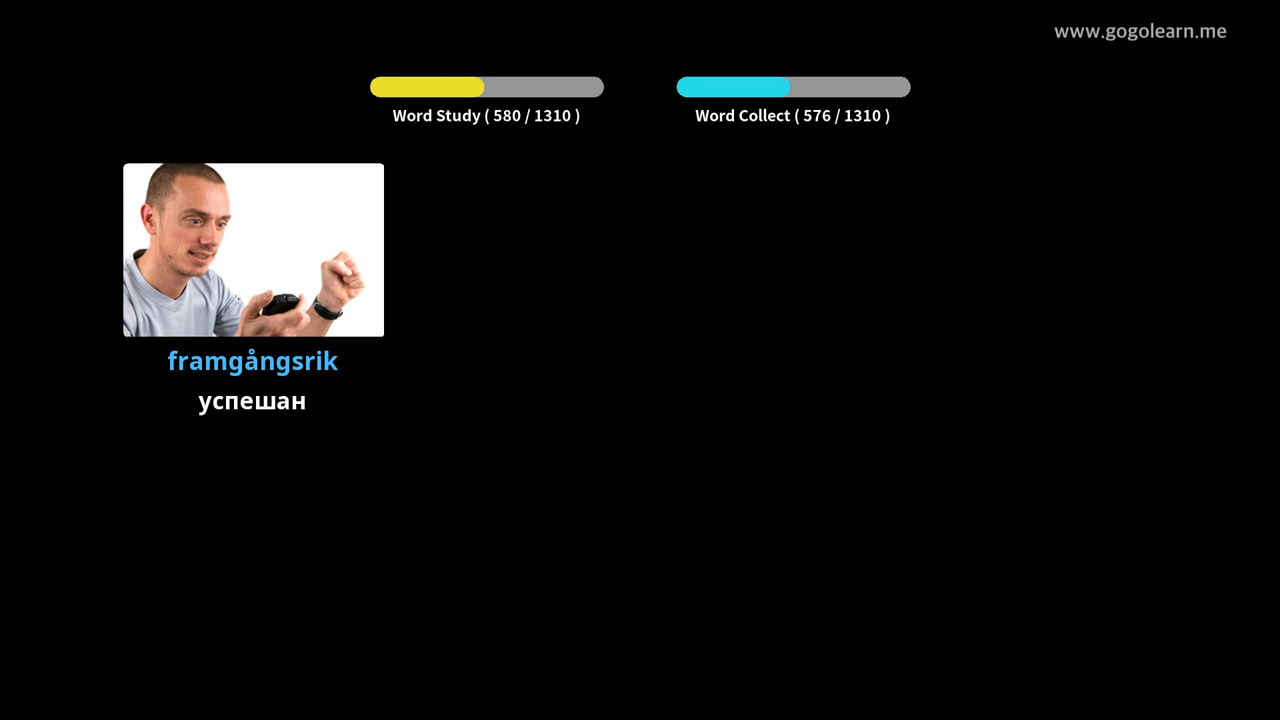 www.gogolearn.me
Word Study ( 580 / 1310 )
Word Collect ( 576 / 1310 )
framgångsrik
успешан